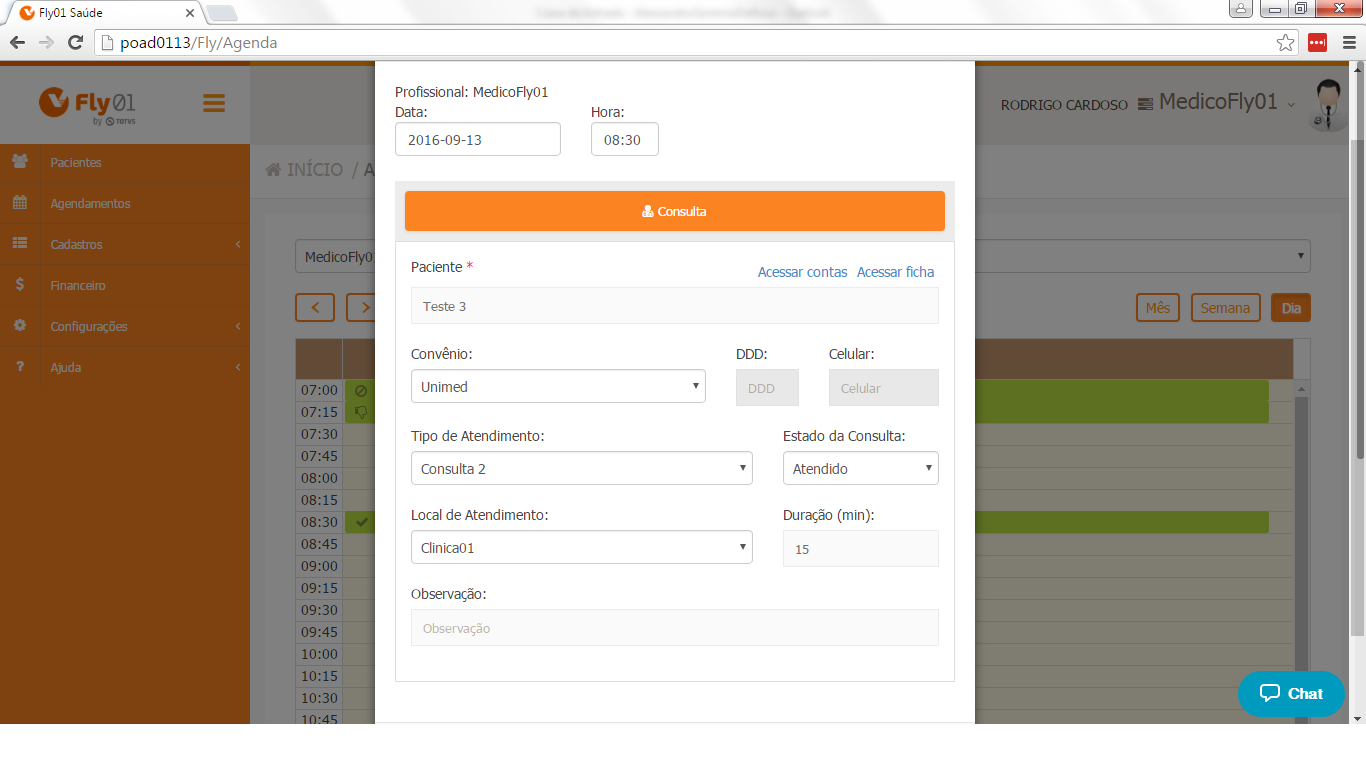 Fly01 Saúde
poad0113/Fly/Agenda
Fly01
by TOTVS
RODRIGO CARDOSO MedicoFly01
Pacientes
Agendamentos
Cadastros
Financeiro
Configurações
Ajuda
INÍCIO / A
MedicoFly0
< >
Mês Semana Dia
07:00
07:15
07:30
07:45
08:00
08:15
08:30
08:45
09:00
09:15
09:30
09:45
10:00
10:15
10:30
10:45
Profissional: MedicoFly01
Data: Hora:
2016-09-13 08:30
Consulta
Paciente * Acessar contas Acessar ficha
Teste 3
Convênio: DDD: Celular:
Unimed DDD Celular
Tipo de Atendimento: Estado da Consulta:
Consulta 2 Atendido
Local de Atendimento: Duração (min):
Clinica01 15
Observação:
Observação
Chat